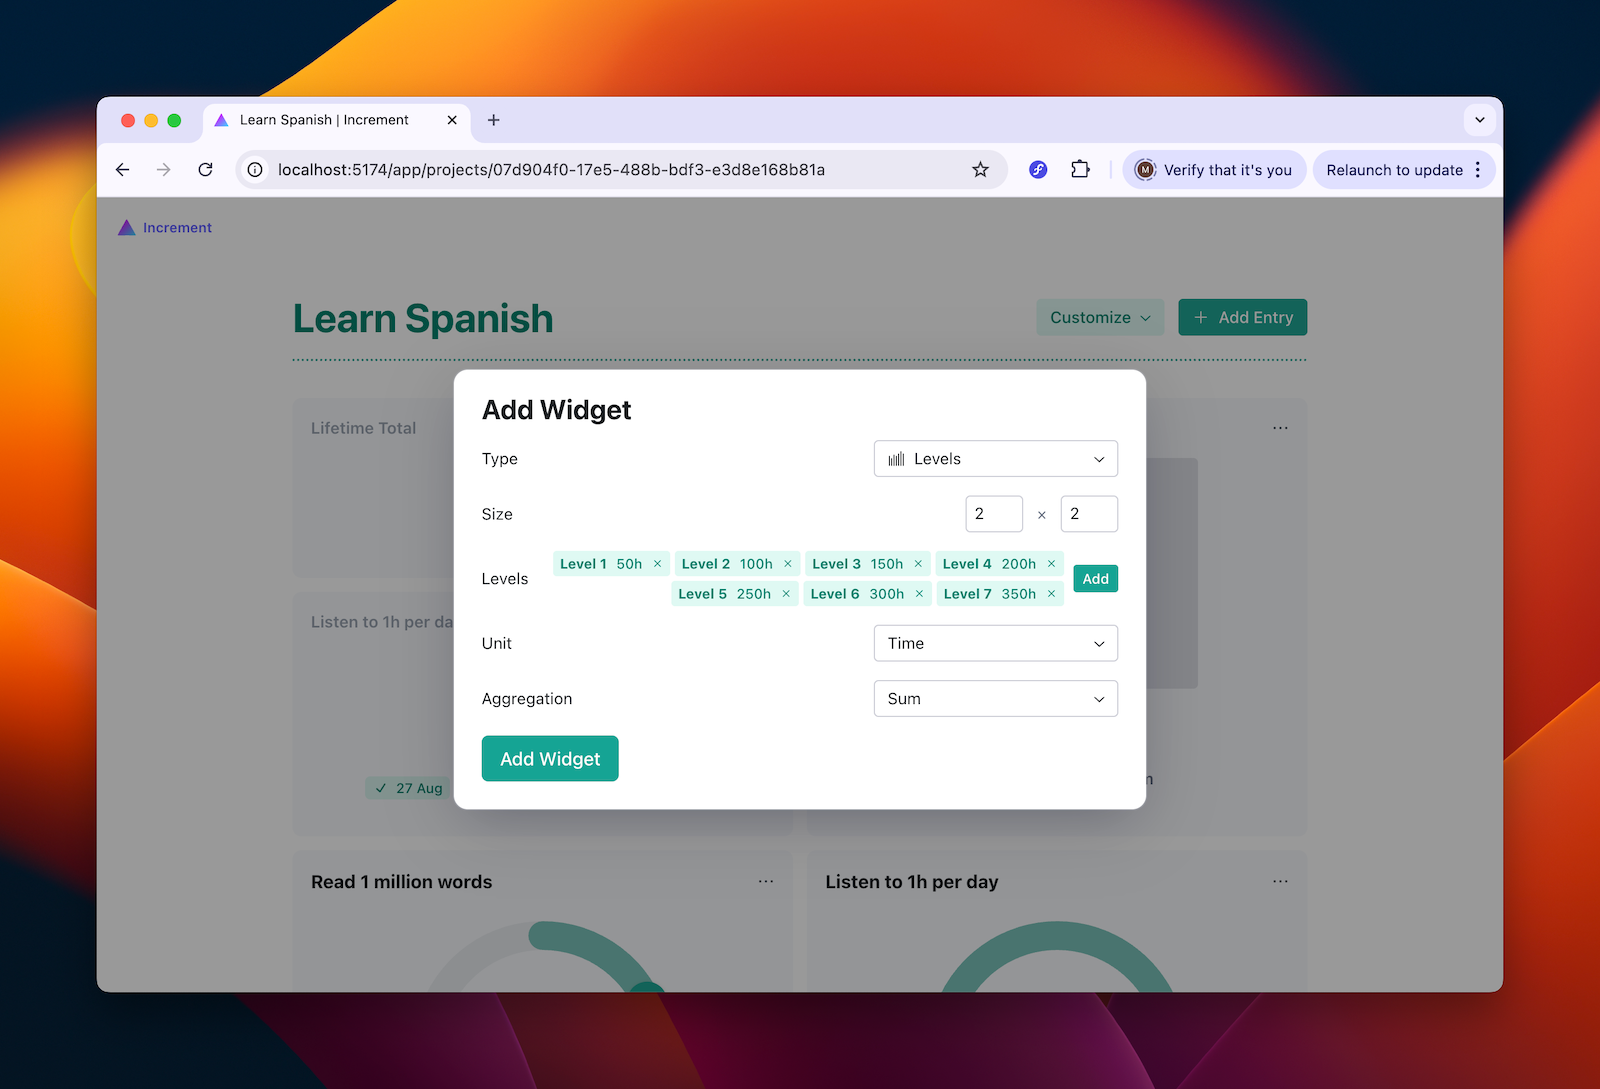 Learn Spanish | Increment
localhost:5174/app/projects/07d904f0-17e5-488b-bdf3-e3d8e168b81a
M
Verify that it's you
Relaunch to update
Increment
Learn Spanish
Customize
+ Add Entry
Lifetime Total
Add Widget
Type
Levels
Size
2 × 2
Levels
Level 1 50h × Level 2 100h × Level 3 150h × Level 4 200h ×
Level 5 250h × Level 6 300h × Level 7 350h ×
Add
Listen to 1h per da
Unit
Time
Aggregation
Sum
Add Widget
27 Aug
Read 1 million words
Listen to 1h per day